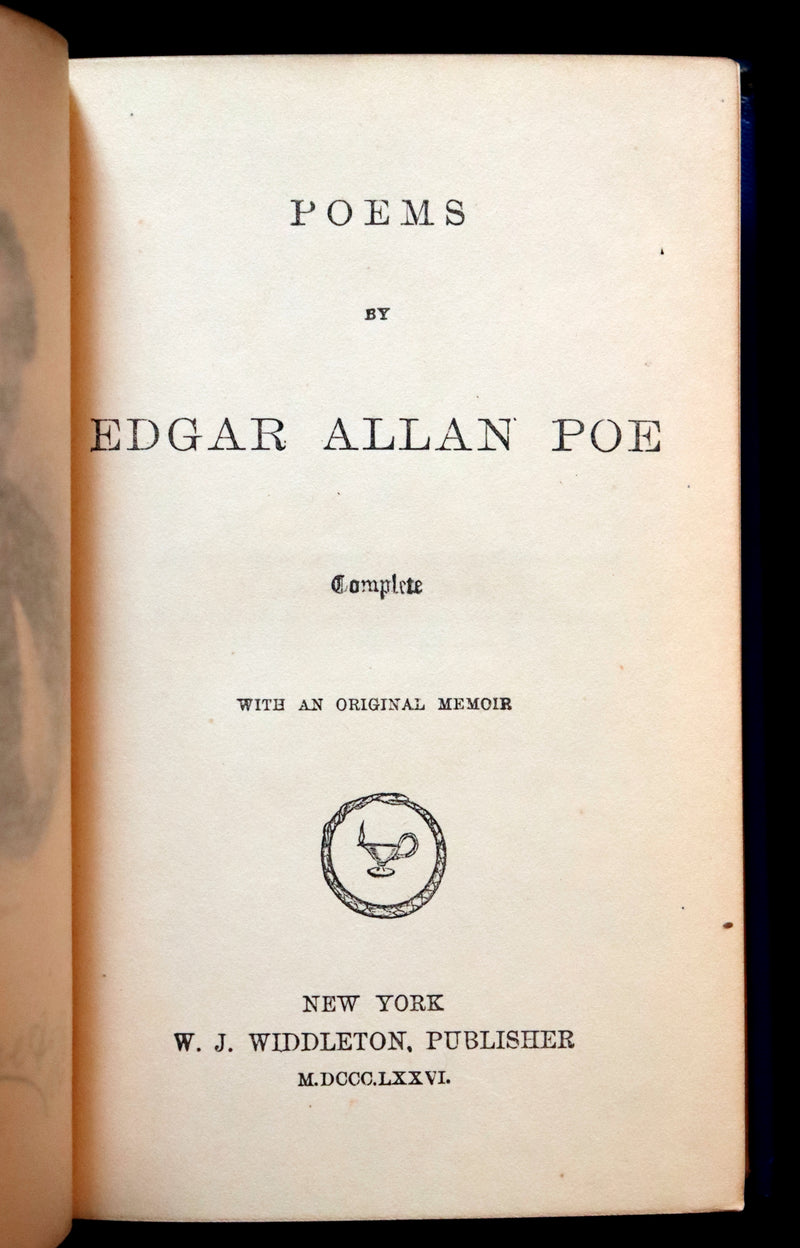 POEMS
BY
EDGAR ALLAN POE
Complete
WITH AN ORIGINAL MEMOIR
NEW YORK
W. J. WIDDLETON, PUBLISHER
M.DCCC.LXXVI.